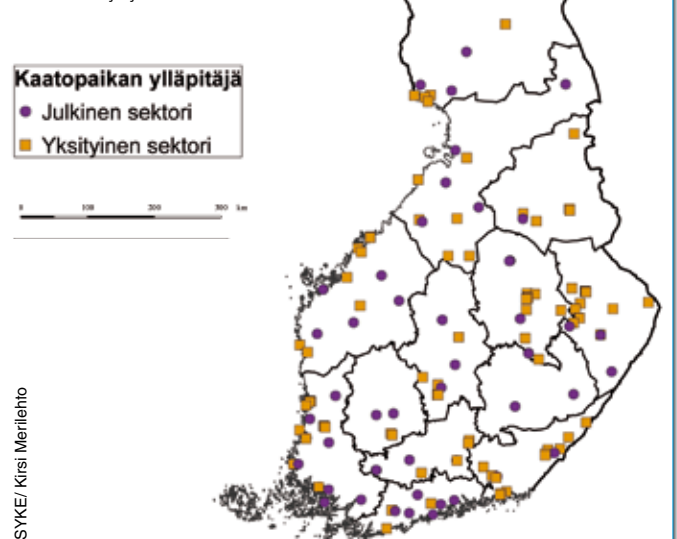 Kaatopaikan ylläpitäjä
Julkinen sektori
Yksityinen sektori
0 100 200 300 km
SYKE/ Kirsi Merilehto